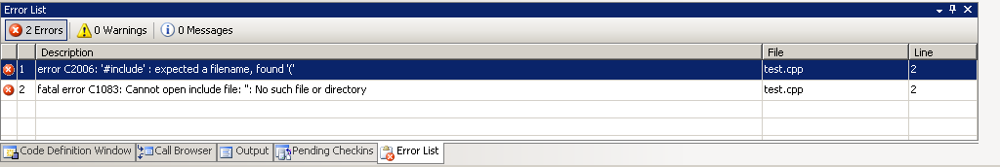 Error List
2 Errors 0 Warnings 0 Messages
Description File Line
1 error C2006: '#include' : expected a filename, found '(' test.cpp 2
2 fatal error C1083: Cannot open include file: '': No such file or directory test.cpp 2
Code Definition Window Call Browser Output Pending Checkins Error List